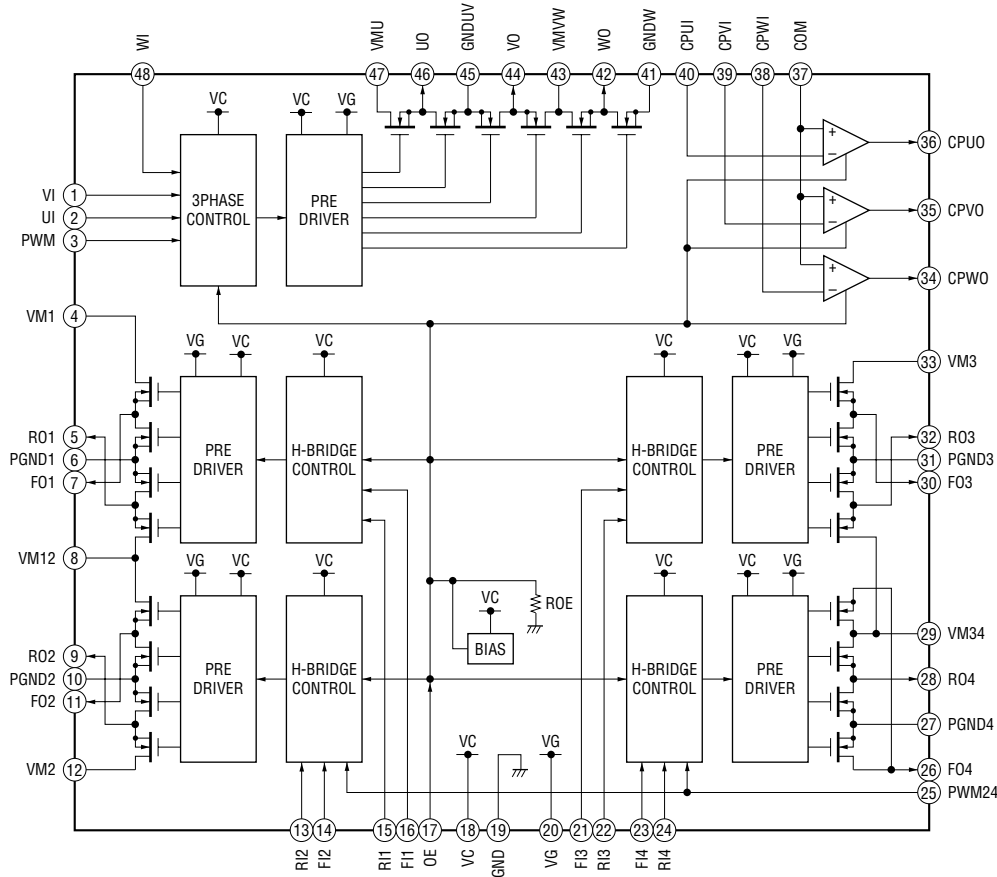 WI
VMU
UO
GNDUV
VO
VMVW
WO
GNDW
CPUI
CPVI
CPWI
COM
48
47
46
45
44
43
42
41
40
39
38
37
VC
VC
VG
VI 1
UI 2
PWM 3
3PHASE
CONTROL
PRE
DRIVER
+
−
36 CPUO
+
−
35 CPVO
+
−
34 CPWO
VM1 4
33 VM3
VG
VC
VC
VC
VC
VG
RO1 5
PGND1 6
FO1 7
PRE
DRIVER
H-BRIDGE
CONTROL
H-BRIDGE
CONTROL
PRE
DRIVER
32 RO3
31 PGND3
30 FO3
VM12 8
VG
VC
VC
VC
VC
VG
VC
ROE
BIAS
RO2 9
PGND2 10
FO2 11
PRE
DRIVER
H-BRIDGE
CONTROL
H-BRIDGE
CONTROL
PRE
DRIVER
29 VM34
28 RO4
27 PGND4
VM2 12
26 FO4
25 PWM24
VC
VG
13
14
15
16
17
18
19
20
21
22
23
24
RI2
FI2
RI1
FI1
OE
VC
GND
VG
FI3
RI3
FI4
RI4